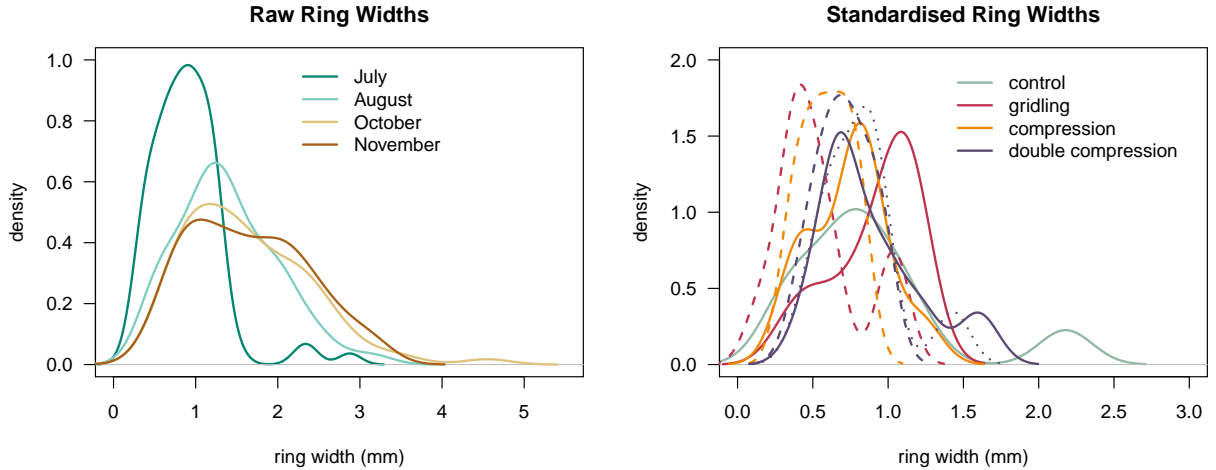 Raw Ring Widths
1.0
0.8
0.6
0.4
0.2
0.0
density
July
August
October
November
0 1 2 3 4 5
ring width (mm)
Standardised Ring Widths
2.0
1.5
1.0
0.5
0.0
density
control
gridling
compression
double compression
0.0 0.5 1.0 1.5 2.0 2.5 3.0
ring width (mm)